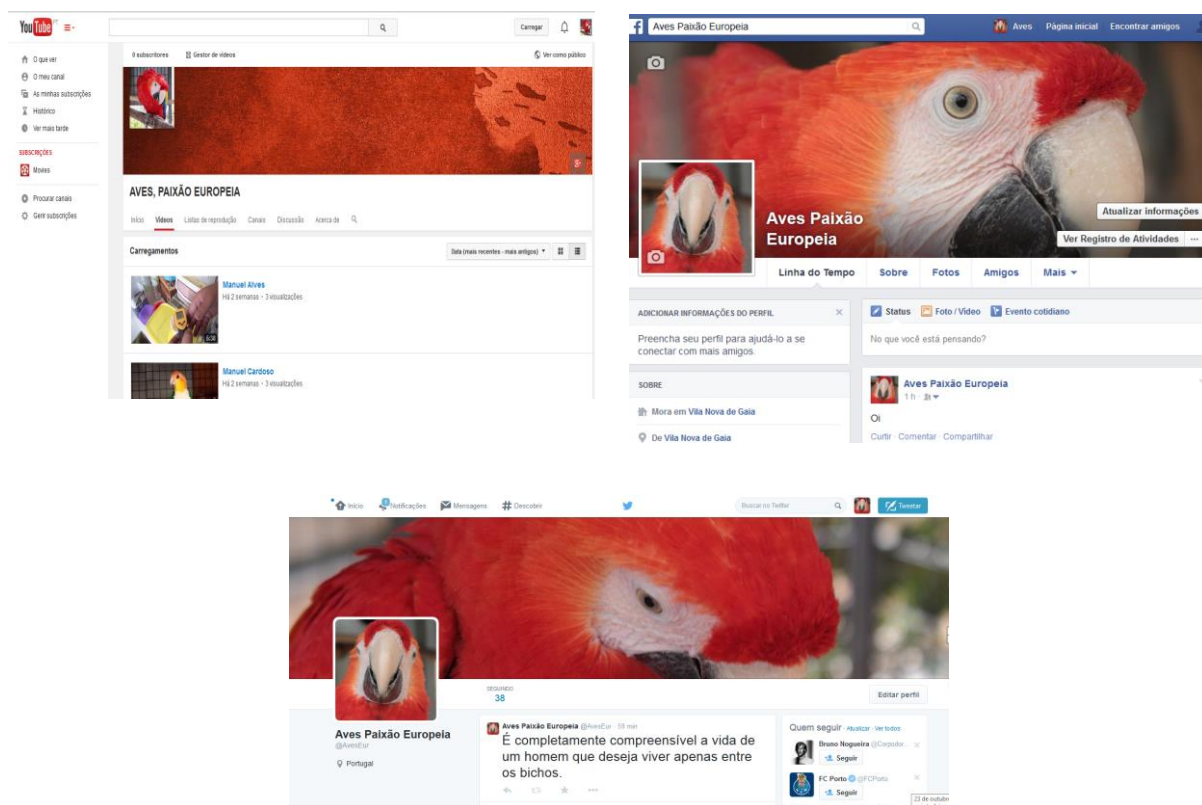 YouTube PT
Carregar
O que ver
O meu canal
As minhas subscrições
Histórico
Ver mais tarde
SUBSCRIÇÕES
Movies
Procurar canais
Gerir subscrições
0 subscritores Gestor de vídeos Ver como público
AVES, PAIXÃO EUROPEIA
Início Vídeos Listas de reprodução Canais Discussão Acerca de
Carregamentos Data (mais recentes - mais antigos)
Manuel Alves
Há 2 semanas • 3 visualizações
Manuel Cardoso
Há 2 semanas • 3 visualizações
Aves Paixão Europeia Aves Página inicial Encontrar amigos
Aves Paixão
Europeia
Atualizar informações
Ver Registro de Atividades ...
Linha do Tempo Sobre Fotos Amigos Mais
ADICIONAR INFORMAÇÕES DO PERFIL
Preencha seu perfil para ajudá-lo a se
conectar com mais amigos.
SOBRE
Mora em Vila Nova de Gaia
De Vila Nova de Gaia
Status Foto / Vídeo Evento cotidiano
No que você está pensando?
Aves Paixão Europeia
1 h
Oi
Curtir · Comentar · Compartilhar
Início Notificações Mensagens # Descobrir Buscar no Twitter Tweetar
SEGUINDO
38
Editar perfil
Aves Paixão Europeia
@AvesEur
Portugal
Aves Paixão Europeia @AvesEur · 59 min
É completamente compreensível a vida de
um homem que deseja viver apenas entre
os bichos.
Quem seguir · Atualizar · Ver todos
Bruno Nogueira
Seguir
FC Porto @FCPorto
Seguir
23 de outubro